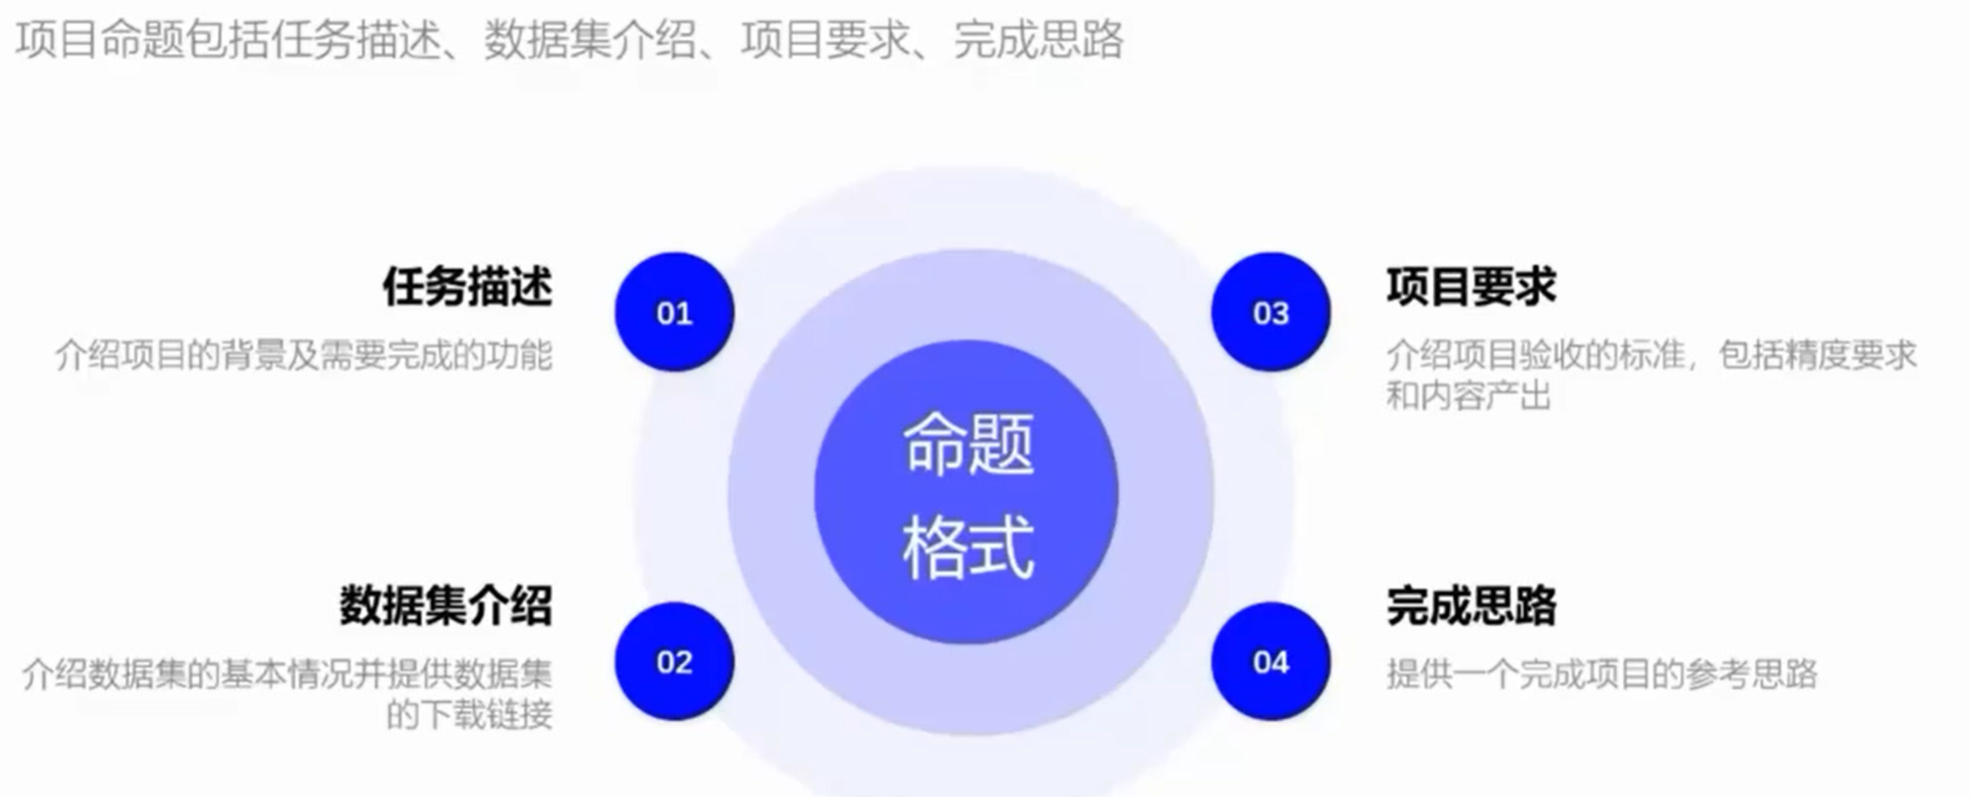 项目命题包括任务描述、数据集介绍、项目要求、完成思路
任务描述
01
介绍项目的背景及需要完成的功能
数据集介绍
02
介绍数据集的基本情况并提供数据集
的下载链接
命题
格式
03
项目要求
介绍项目验收的标准，包括精度要求
和内容产出
04
完成思路
提供一个完成项目的参考思路